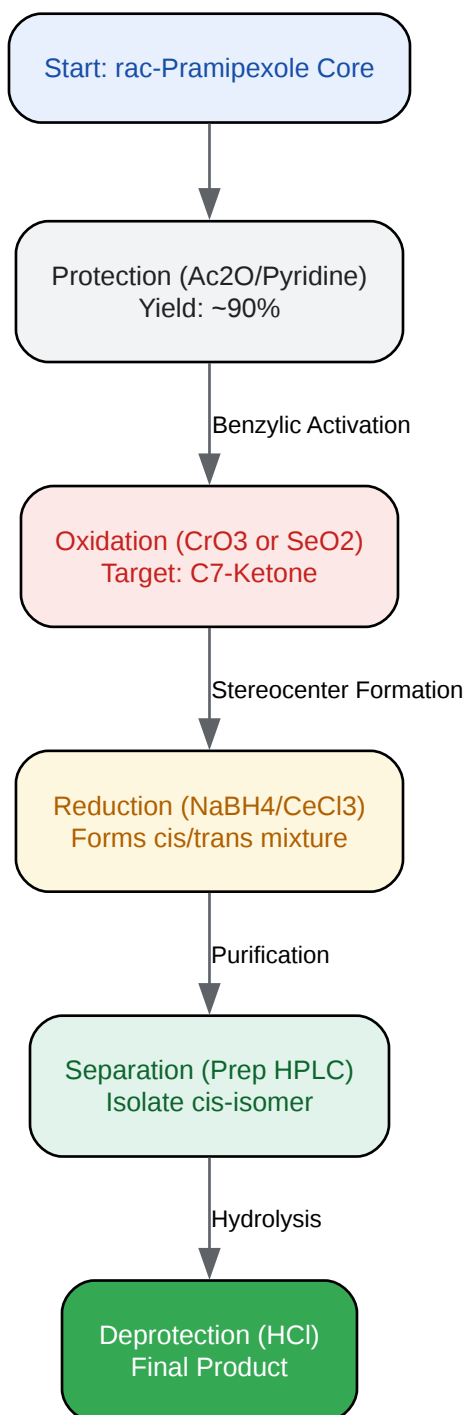 Start: rac-Pramipexole Core
Protection (Ac2O/Pyridine)
Yield: ~90%
Benzylic Activation
Oxidation (CrO3 or SeO2)
Target: C7-Ketone
Stereocenter Formation
Reduction (NaBH4/CeCl3)
Forms cis/trans mixture
Purification
Separation (Prep HPLC)
Isolate cis-isomer
Hydrolysis
Deprotection (HCl)
Final Product